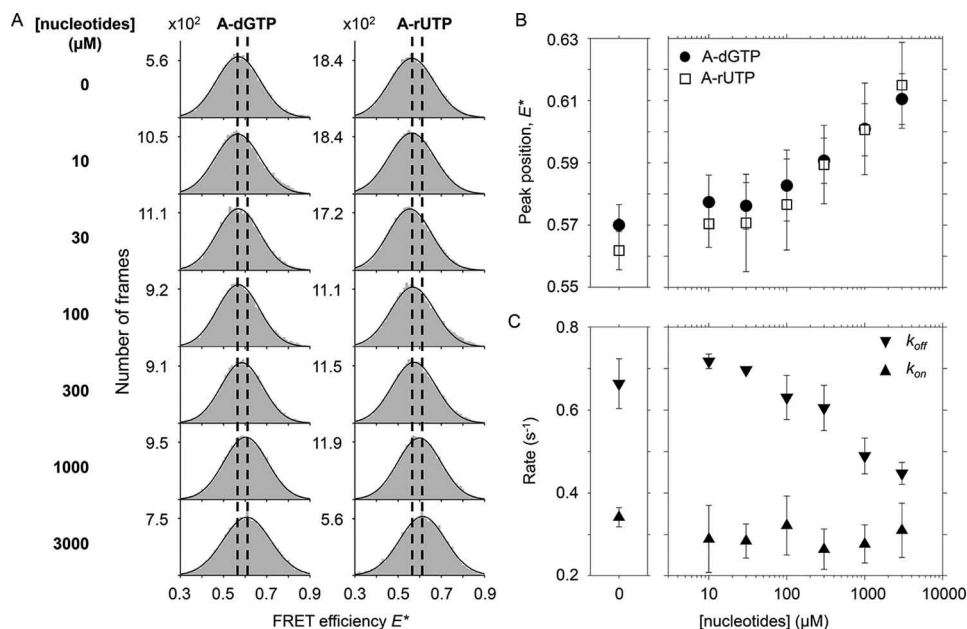 A
[nucleotides]
(µM)
x10²
A-dGTP
x10²
A-rUTP
0
5.6
18.4
10
10.5
18.4
30
11.1
17.2
100
9.2
11.1
300
9.1
11.5
1000
9.5
11.9
3000
7.5
5.6
Number of frames
0.3
0.5
0.7
0.9
0.3
0.5
0.7
0.9
FRET efficiency E*
B
0.63
0.61
0.59
0.57
0.55
Peak position, E*
A-dGTP
A-rUTP
C
0.8
0.6
0.4
0.2
Rate (s⁻¹)
koff
kon
0
10
100
1000
10000
[nucleotides] (µM)